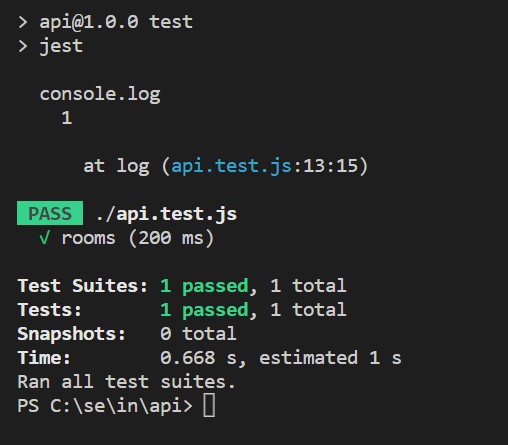 > api@1.0.0 test
> jest
console.log
1
at log (api.test.js:13:15)
PASS ./api.test.js
√ rooms (200 ms)
Test Suites: 1 passed, 1 total
Tests: 1 passed, 1 total
Snapshots: 0 total
Time: 0.668 s, estimated 1 s
Ran all test suites.
PS C:\se\in\api>